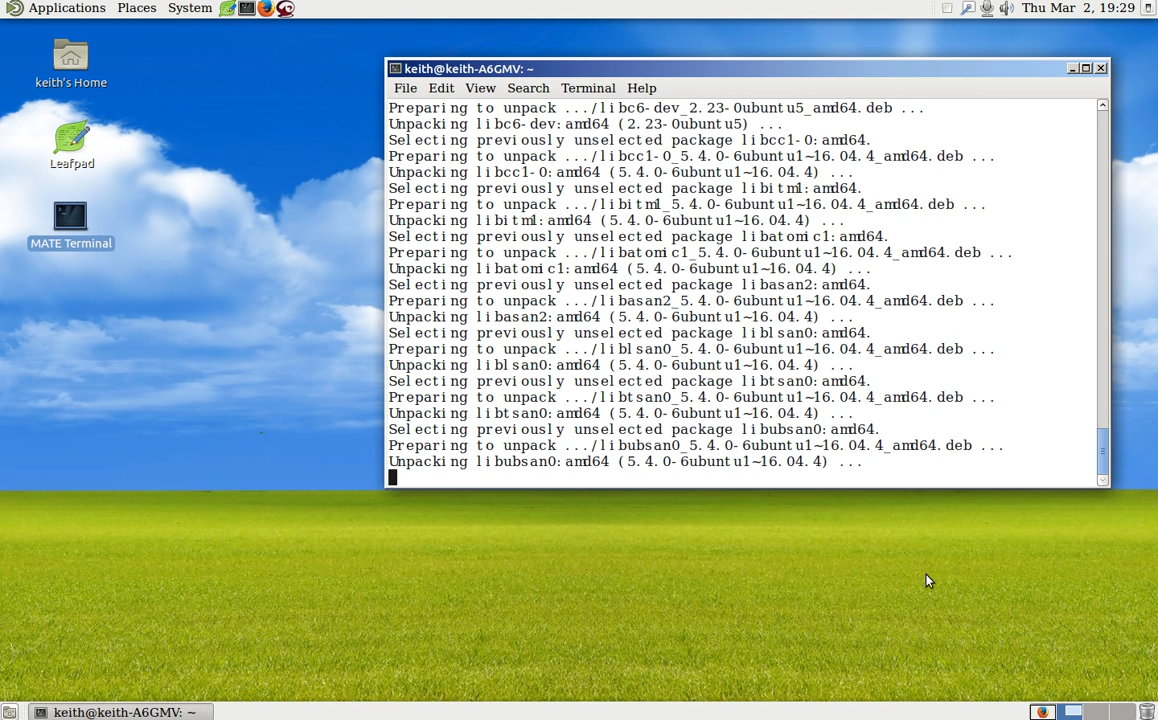 Applications Places System Thu Mar 2, 19:29
keith's Home
Leafpad
MATE Terminal
keith@keith-A6GMV: ~
File Edit View Search Terminal Help
Preparing to unpack .../libc6-dev_2.23-0ubuntu5_amd64.deb ...
Unpacking libc6-dev:amd64 (2.23-0ubuntu5) ...
Selecting previously unselected package libcc1-0:amd64.
Preparing to unpack .../libcc1-0_5.4.0-6ubuntu1~16.04.4_amd64.deb ...
Unpacking libcc1-0:amd64 (5.4.0-6ubuntu1~16.04.4) ...
Selecting previously unselected package libitm1:amd64.
Preparing to unpack .../libitm1_5.4.0-6ubuntu1~16.04.4_amd64.deb ...
Unpacking libitm1:amd64 (5.4.0-6ubuntu1~16.04.4) ...
Selecting previously unselected package libatomic1:amd64.
Preparing to unpack .../libatomic1_5.4.0-6ubuntu1~16.04.4_amd64.deb ...
Unpacking libatomic1:amd64 (5.4.0-6ubuntu1~16.04.4) ...
Selecting previously unselected package libasan2:amd64.
Preparing to unpack .../libasan2_5.4.0-6ubuntu1~16.04.4_amd64.deb ...
Unpacking libasan2:amd64 (5.4.0-6ubuntu1~16.04.4) ...
Selecting previously unselected package liblsan0:amd64.
Preparing to unpack .../liblsan0_5.4.0-6ubuntu1~16.04.4_amd64.deb ...
Unpacking liblsan0:amd64 (5.4.0-6ubuntu1~16.04.4) ...
Selecting previously unselected package libtsan0:amd64.
Preparing to unpack .../libtsan0_5.4.0-6ubuntu1~16.04.4_amd64.deb ...
Unpacking libtsan0:amd64 (5.4.0-6ubuntu1~16.04.4) ...
Selecting previously unselected package libubsan0:amd64.
Preparing to unpack .../libubsan0_5.4.0-6ubuntu1~16.04.4_amd64.deb ...
Unpacking libubsan0:amd64 (5.4.0-6ubuntu1~16.04.4) ...
keith@keith-A6GMV: ~